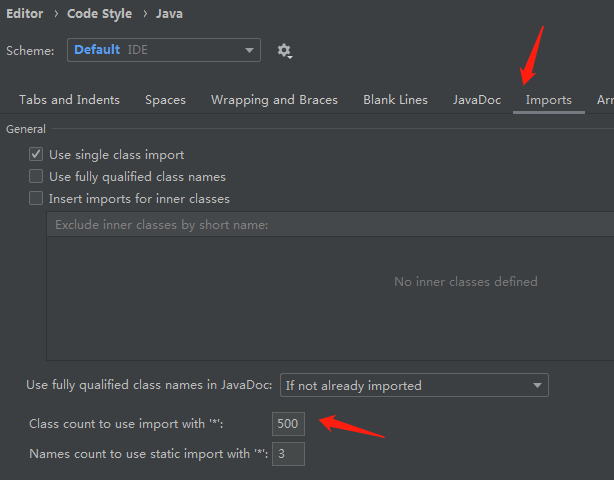 Editor › Code Style › Java
Scheme: Default IDE
Tabs and Indents Spaces Wrapping and Braces Blank Lines JavaDoc Imports Arr
General
Use single class import
Use fully qualified class names
Insert imports for inner classes
Exclude inner classes by short name:
No inner classes defined
Use fully qualified class names in JavaDoc: If not already imported
Class count to use import with '*': 500
Names count to use static import with '*': 3